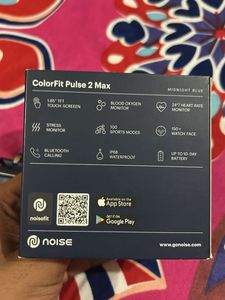 ColorFit Pulse 2 Max
MIDNIGHT BLUE
1.85" TFT
TOUCH SCREEN
BLOOD OXYGEN
MONITOR
24*7 HEART RATE
MONITOR
STRESS
MONITOR
100
SPORTS MODES
150+
WATCH FACE
BLUETOOTH
CALLING
IP68
WATERPROOF
UP TO 10-DAY
BATTERY
noisefit
Available on the
App Store
GET IT ON
Google Play
NOISE
www.gonoise.com